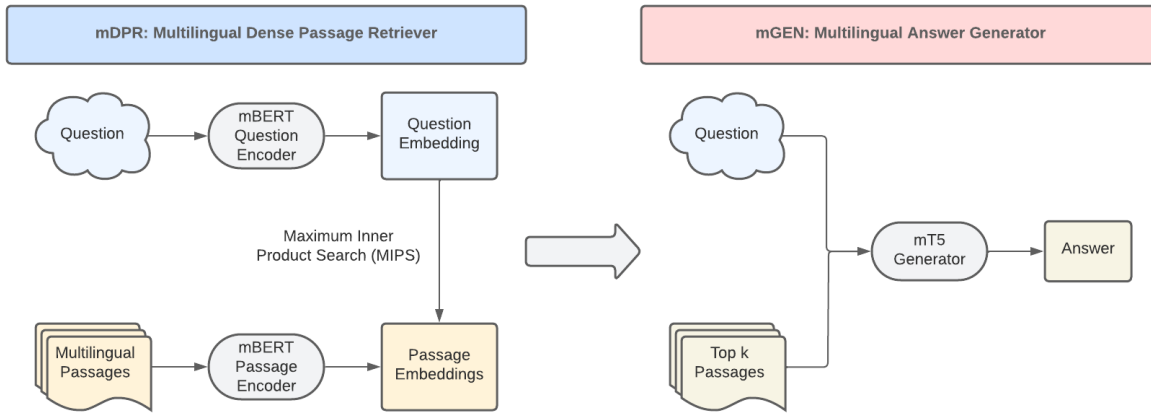 mDPR: Multilingual Dense Passage Retriever
Question
mBERT
Question
Encoder
Question
Embedding
Maximum Inner
Product Search (MIPS)
Multilingual
Passages
mBERT
Passage
Encoder
Passage
Embeddings
mGEN: Multilingual Answer Generator
Question
mT5
Generator
Answer
Top k
Passages